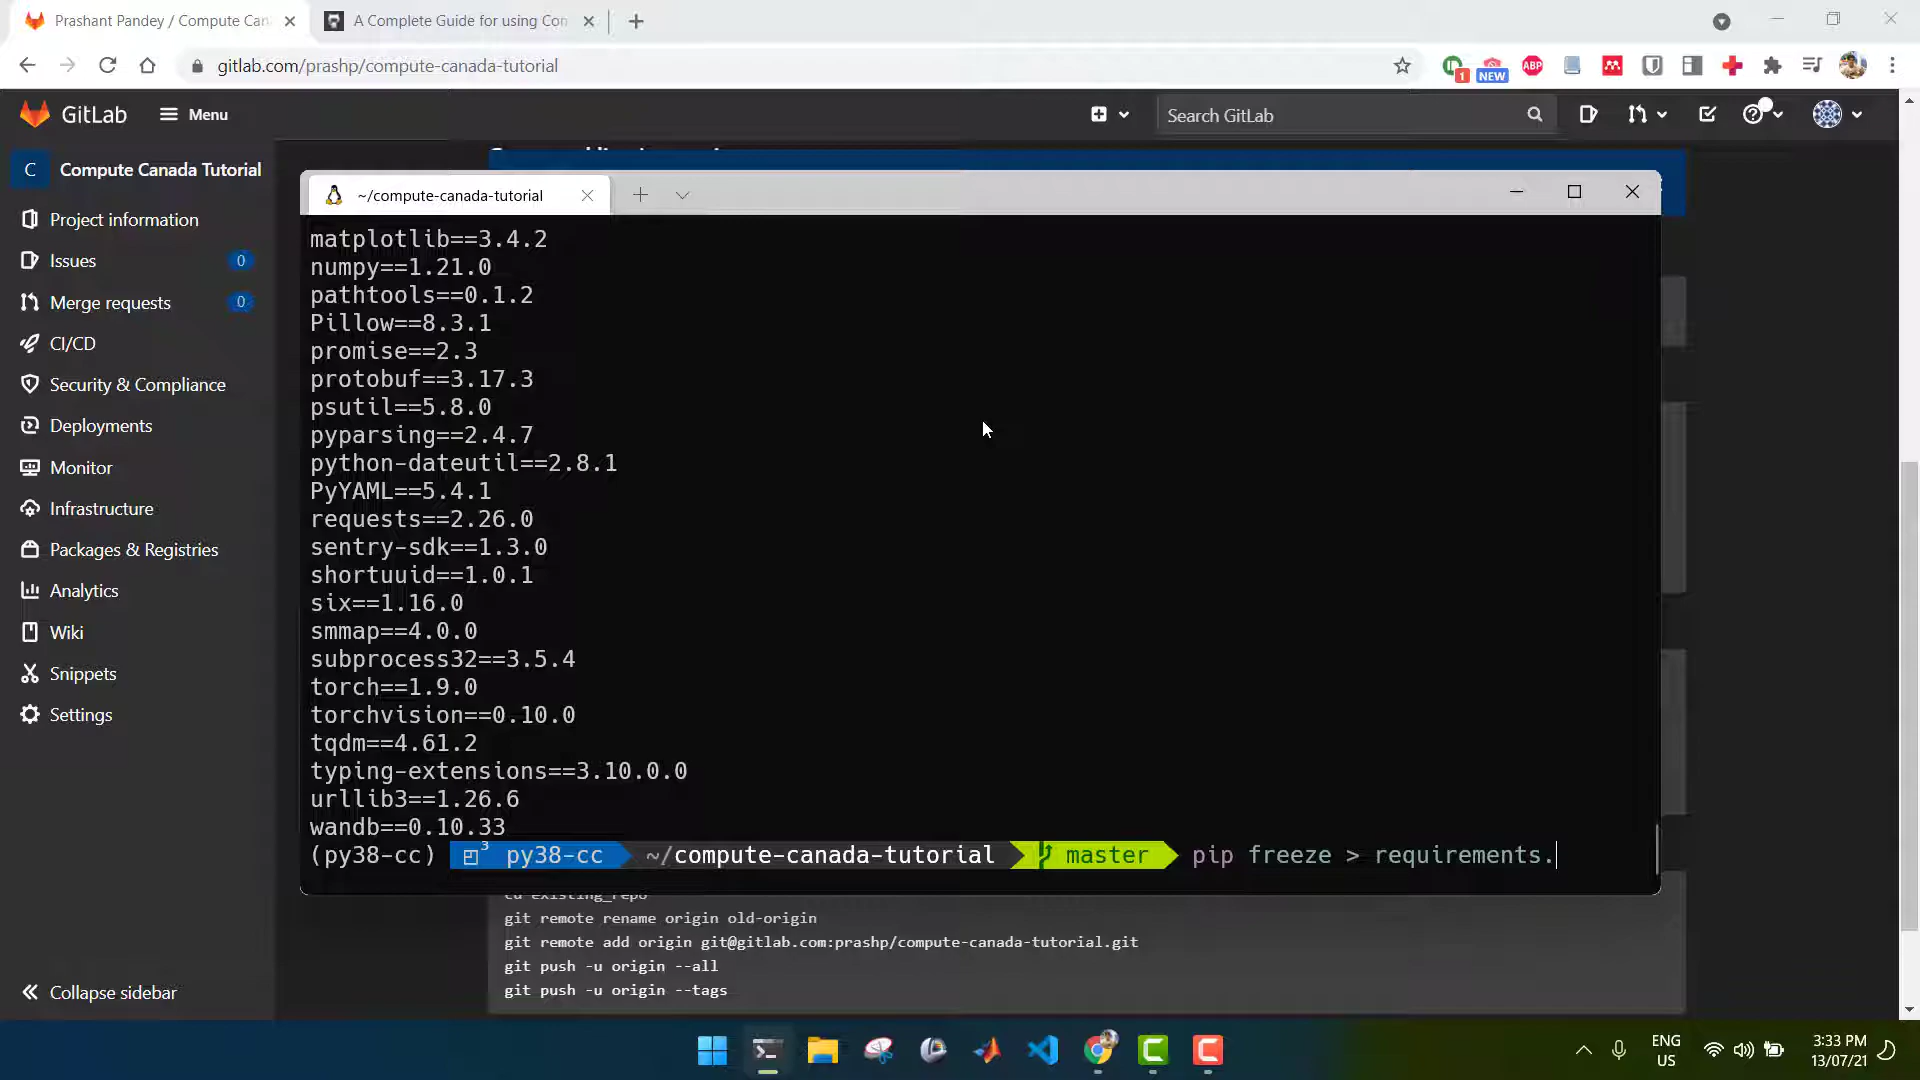 Prashant Pandey / Compute Can
A Complete Guide for using Con
gitlab.com/prashp/compute-canada-tutorial
1
NEW
ABP
GitLab
Menu
Search GitLab
C
Compute Canada Tutorial
Project information
Issues
0
Merge requests
0
CI/CD
Security & Compliance
Deployments
Monitor
Infrastructure
Packages & Registries
Analytics
Wiki
Snippets
Settings
Collapse sidebar
~/compute-canada-tutorial
matplotlib==3.4.2
numpy==1.21.0
pathtools==0.1.2
Pillow==8.3.1
promise==2.3
protobuf==3.17.3
psutil==5.8.0
pyparsing==2.4.7
python-dateutil==2.8.1
PyYAML==5.4.1
requests==2.26.0
sentry-sdk==1.3.0
shortuuid==1.0.1
six==1.16.0
smmap==4.0.0
subprocess32==3.5.4
torch==1.9.0
torchvision==0.10.0
tqdm==4.61.2
typing-extensions==3.10.0.0
urllib3==1.26.6
wandb==0.10.33
(py38-cc) 3 py38-cc ~/compute-canada-tutorial master pip freeze > requirements.
cd existing_repo
git remote rename origin old-origin
git remote add origin git@gitlab.com:prashp/compute-canada-tutorial.git
git push -u origin --all
git push -u origin --tags
ENG
US
3:33 PM
13/07/21